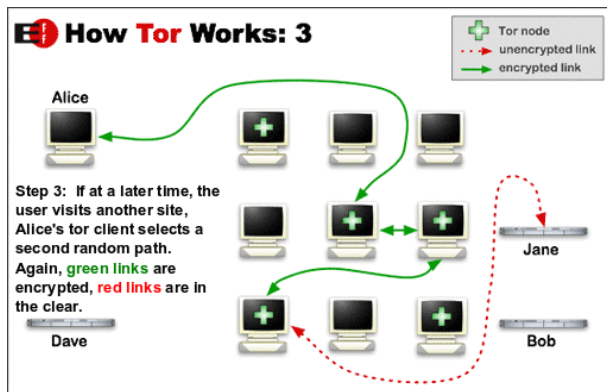 EFF How Tor Works: 3
Tor node
unencrypted link
encrypted link
Alice
Step 3: If at a later time, the
user visits another site,
Alice's tor client selects a
second random path.
Again, green links are
encrypted, red links are in
the clear.
Jane
Dave
Bob